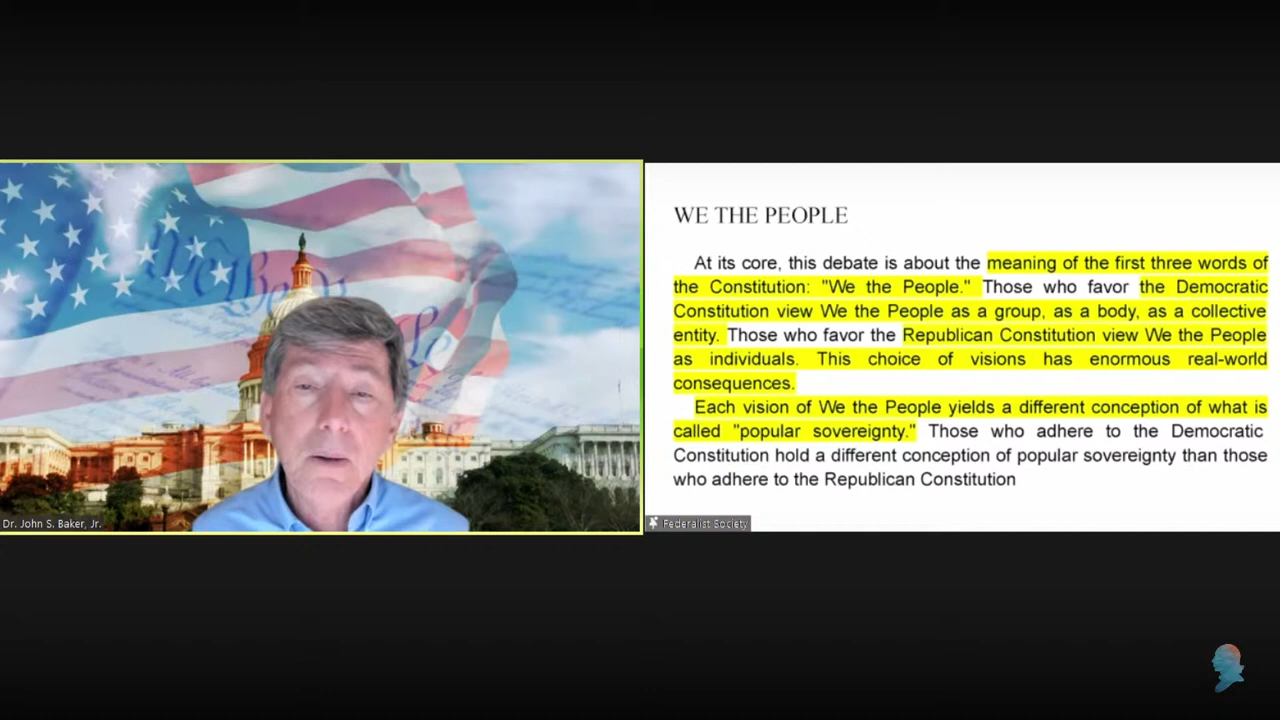 We the
Dr. John S. Baker, Jr.
WE THE PEOPLE
At its core, this debate is about the meaning of the first three words of
the Constitution: "We the People." Those who favor the Democratic
Constitution view We the People as a group, as a body, as a collective
entity. Those who favor the Republican Constitution view We the People
as individuals. This choice of visions has enormous real-world
consequences.
Each vision of We the People yields a different conception of what is
called "popular sovereignty." Those who adhere to the Democratic
Constitution hold a different conception of popular sovereignty than those
who adhere to the Republican Constitution
Federalist Society